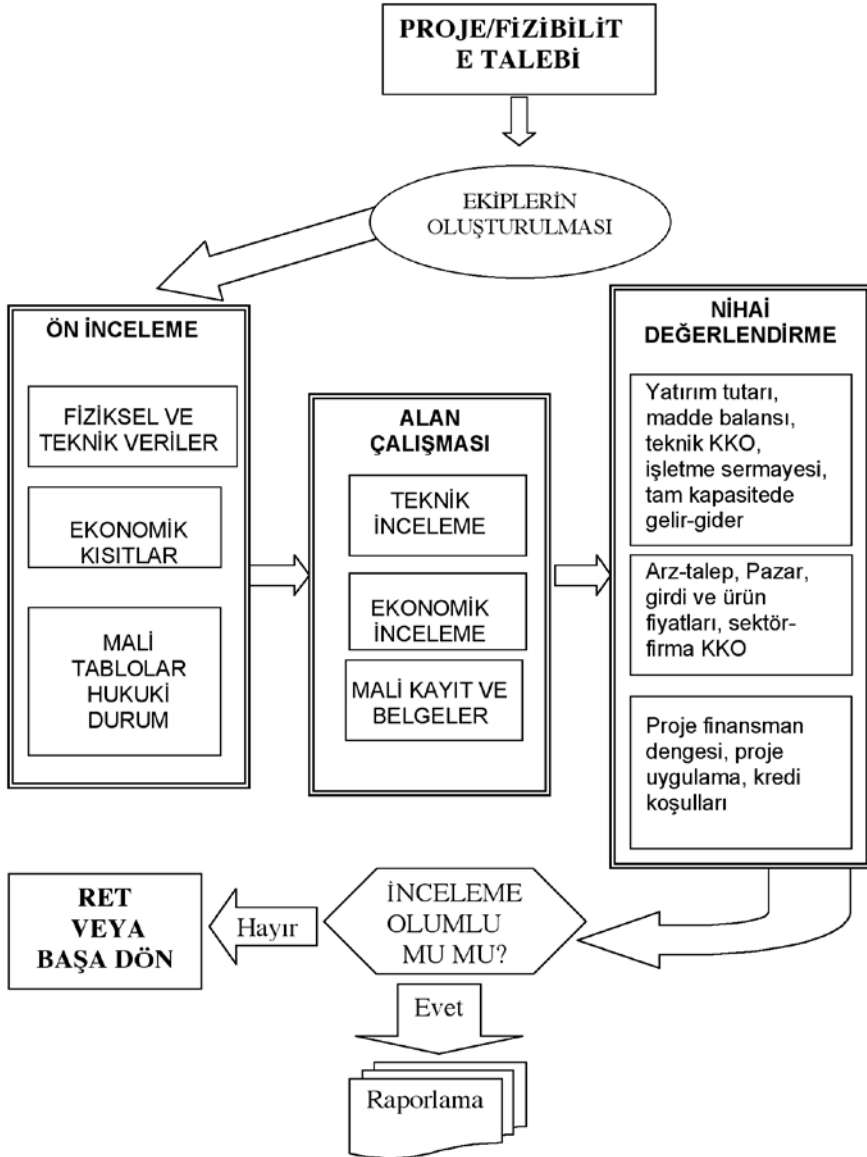 PROJE/FİZİBİLİT
E TALEBİ
EKİPLERİN
OLUŞTURULMASI
ÖN İNCELEME
FİZİKSEL VE
TEKNİK VERİLER
EKONOMİK
KISITLAR
MALİ
TABLOLAR
HUKUKİ
DURUM
ALAN
ÇALIŞMASI
TEKNİK
İNCELEME
EKONOMİK
İNCELEME
MALİ KAYIT VE
BELGELER
NİHAİ
DEĞERLENDİRME
Yatırım tutarı,
madde balansı,
teknik KKO,
işletme sermayesi,
tam kapasitede
gelir-gider
Arz-talep, Pazar,
girdi ve ürün
fiyatları, sektör-
firma KKO
Proje finansman
dengesi, proje
uygulama, kredi
koşulları
İNCELEME
OLUMLU
MU MU?
Hayır
RET
VEYA
BAŞA DÖN
Evet
Raporlama